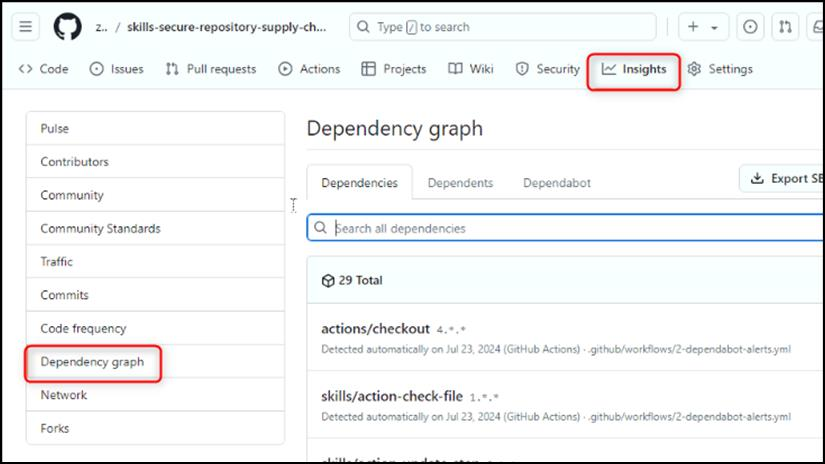 z.. / skills-secure-repository-supply-ch... Type / to search
Code Issues Pull requests Actions Projects Wiki Security Insights Settings
Pulse
Contributors
Community
Community Standards
Traffic
Commits
Code frequency
Dependency graph
Network
Forks
Dependency graph
Dependencies Dependents Dependabot Export SB
Search all dependencies
29 Total
actions/checkout 4.*.*
Detected automatically on Jul 23, 2024 (GitHub Actions) · .github/workflows/2-dependabot-alerts.yml
skills/action-check-file 1.*.*
Detected automatically on Jul 23, 2024 (GitHub Actions) · .github/workflows/2-dependabot-alerts.yml